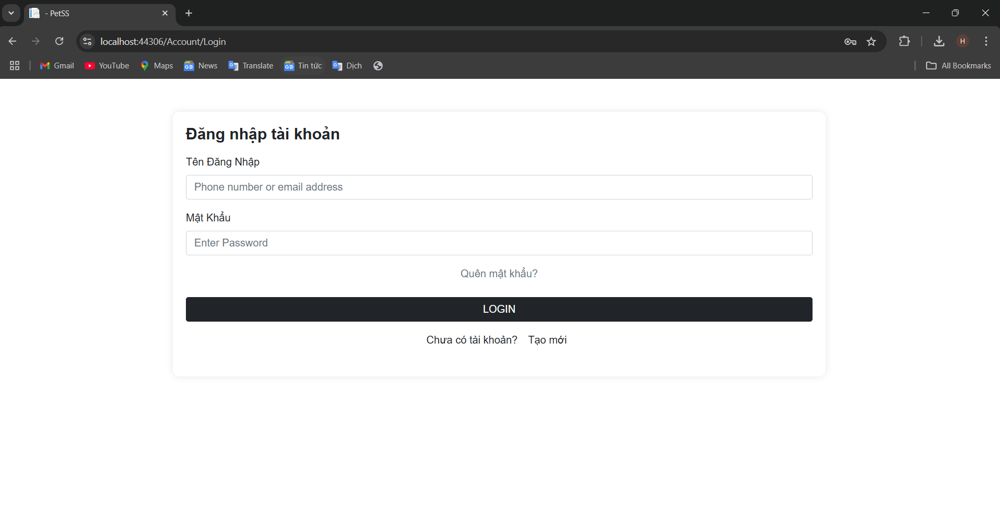 - PetSS
localhost:44306/Account/Login
H
Gmail YouTube Maps News Translate Tin tức Dịch All Bookmarks
Đăng nhập tài khoản
Tên Đăng Nhập
Phone number or email address
Mật Khẩu
Enter Password
Quên mật khẩu?
LOGIN
Chưa có tài khoản? Tạo mới